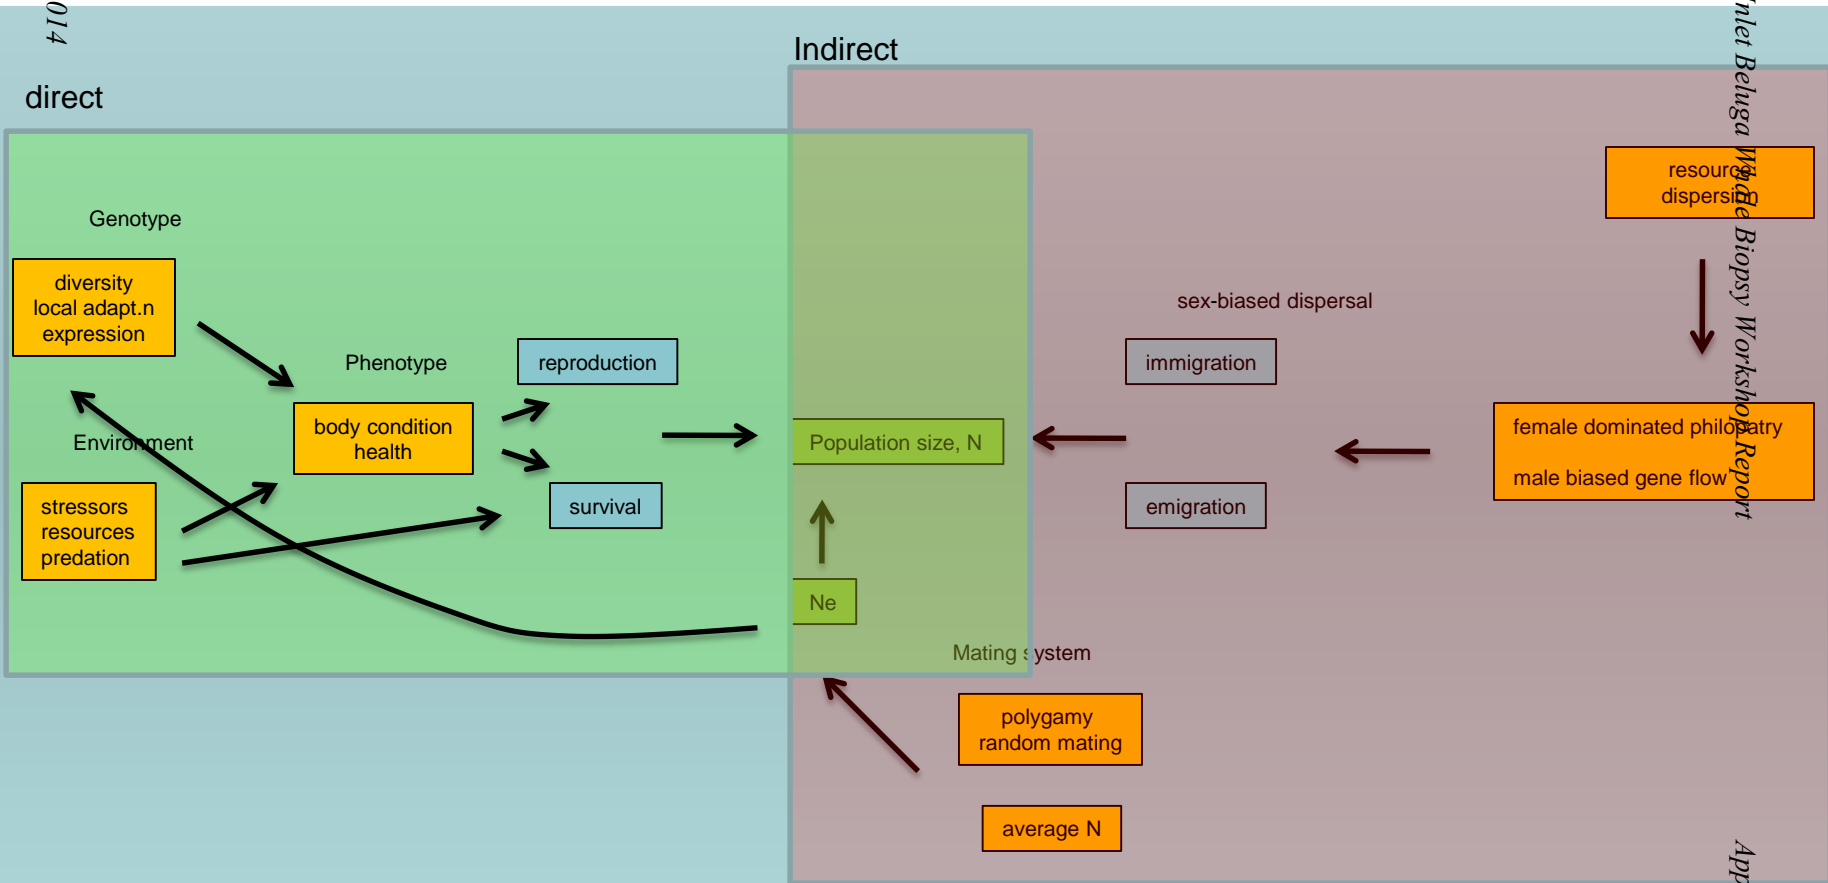 014
Indirect
direct
Genotype
diversity
local adapt.n
expression
Phenotype
body condition
health
reproduction
survival
Environment
stressors
resources
predation
Population size, N
Ne
sex-biased dispersal
immigration
emigration
Mating system
polygamy
random mating
average N
resource
dispersion
female dominated philopatry
male biased gene flow
nlet Beluga Whale Biopsy Workshop Report
App